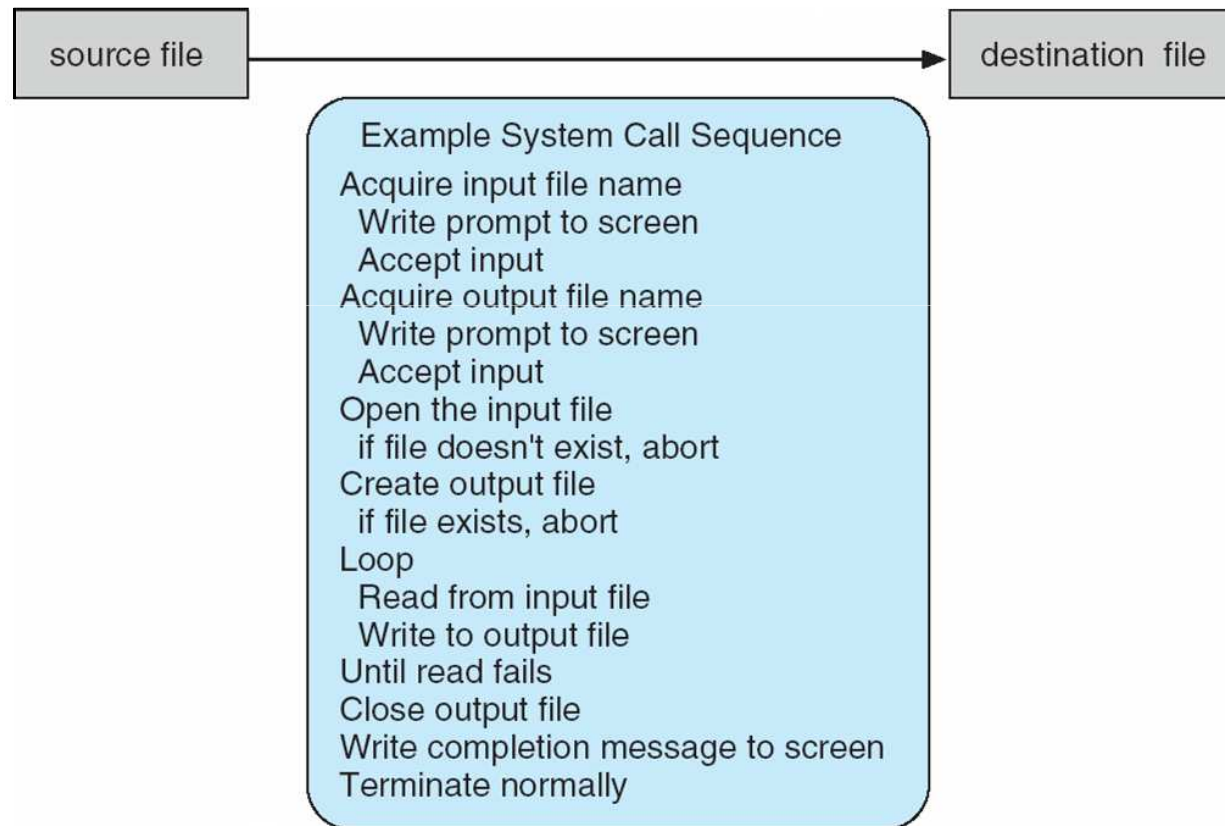 source file
destination file
Example System Call Sequence
Acquire input file name
Write prompt to screen
Accept input
Acquire output file name
Write prompt to screen
Accept input
Open the input file
if file doesn't exist, abort
Create output file
if file exists, abort
Loop
Read from input file
Write to output file
Until read fails
Close output file
Write completion message to screen
Terminate normally